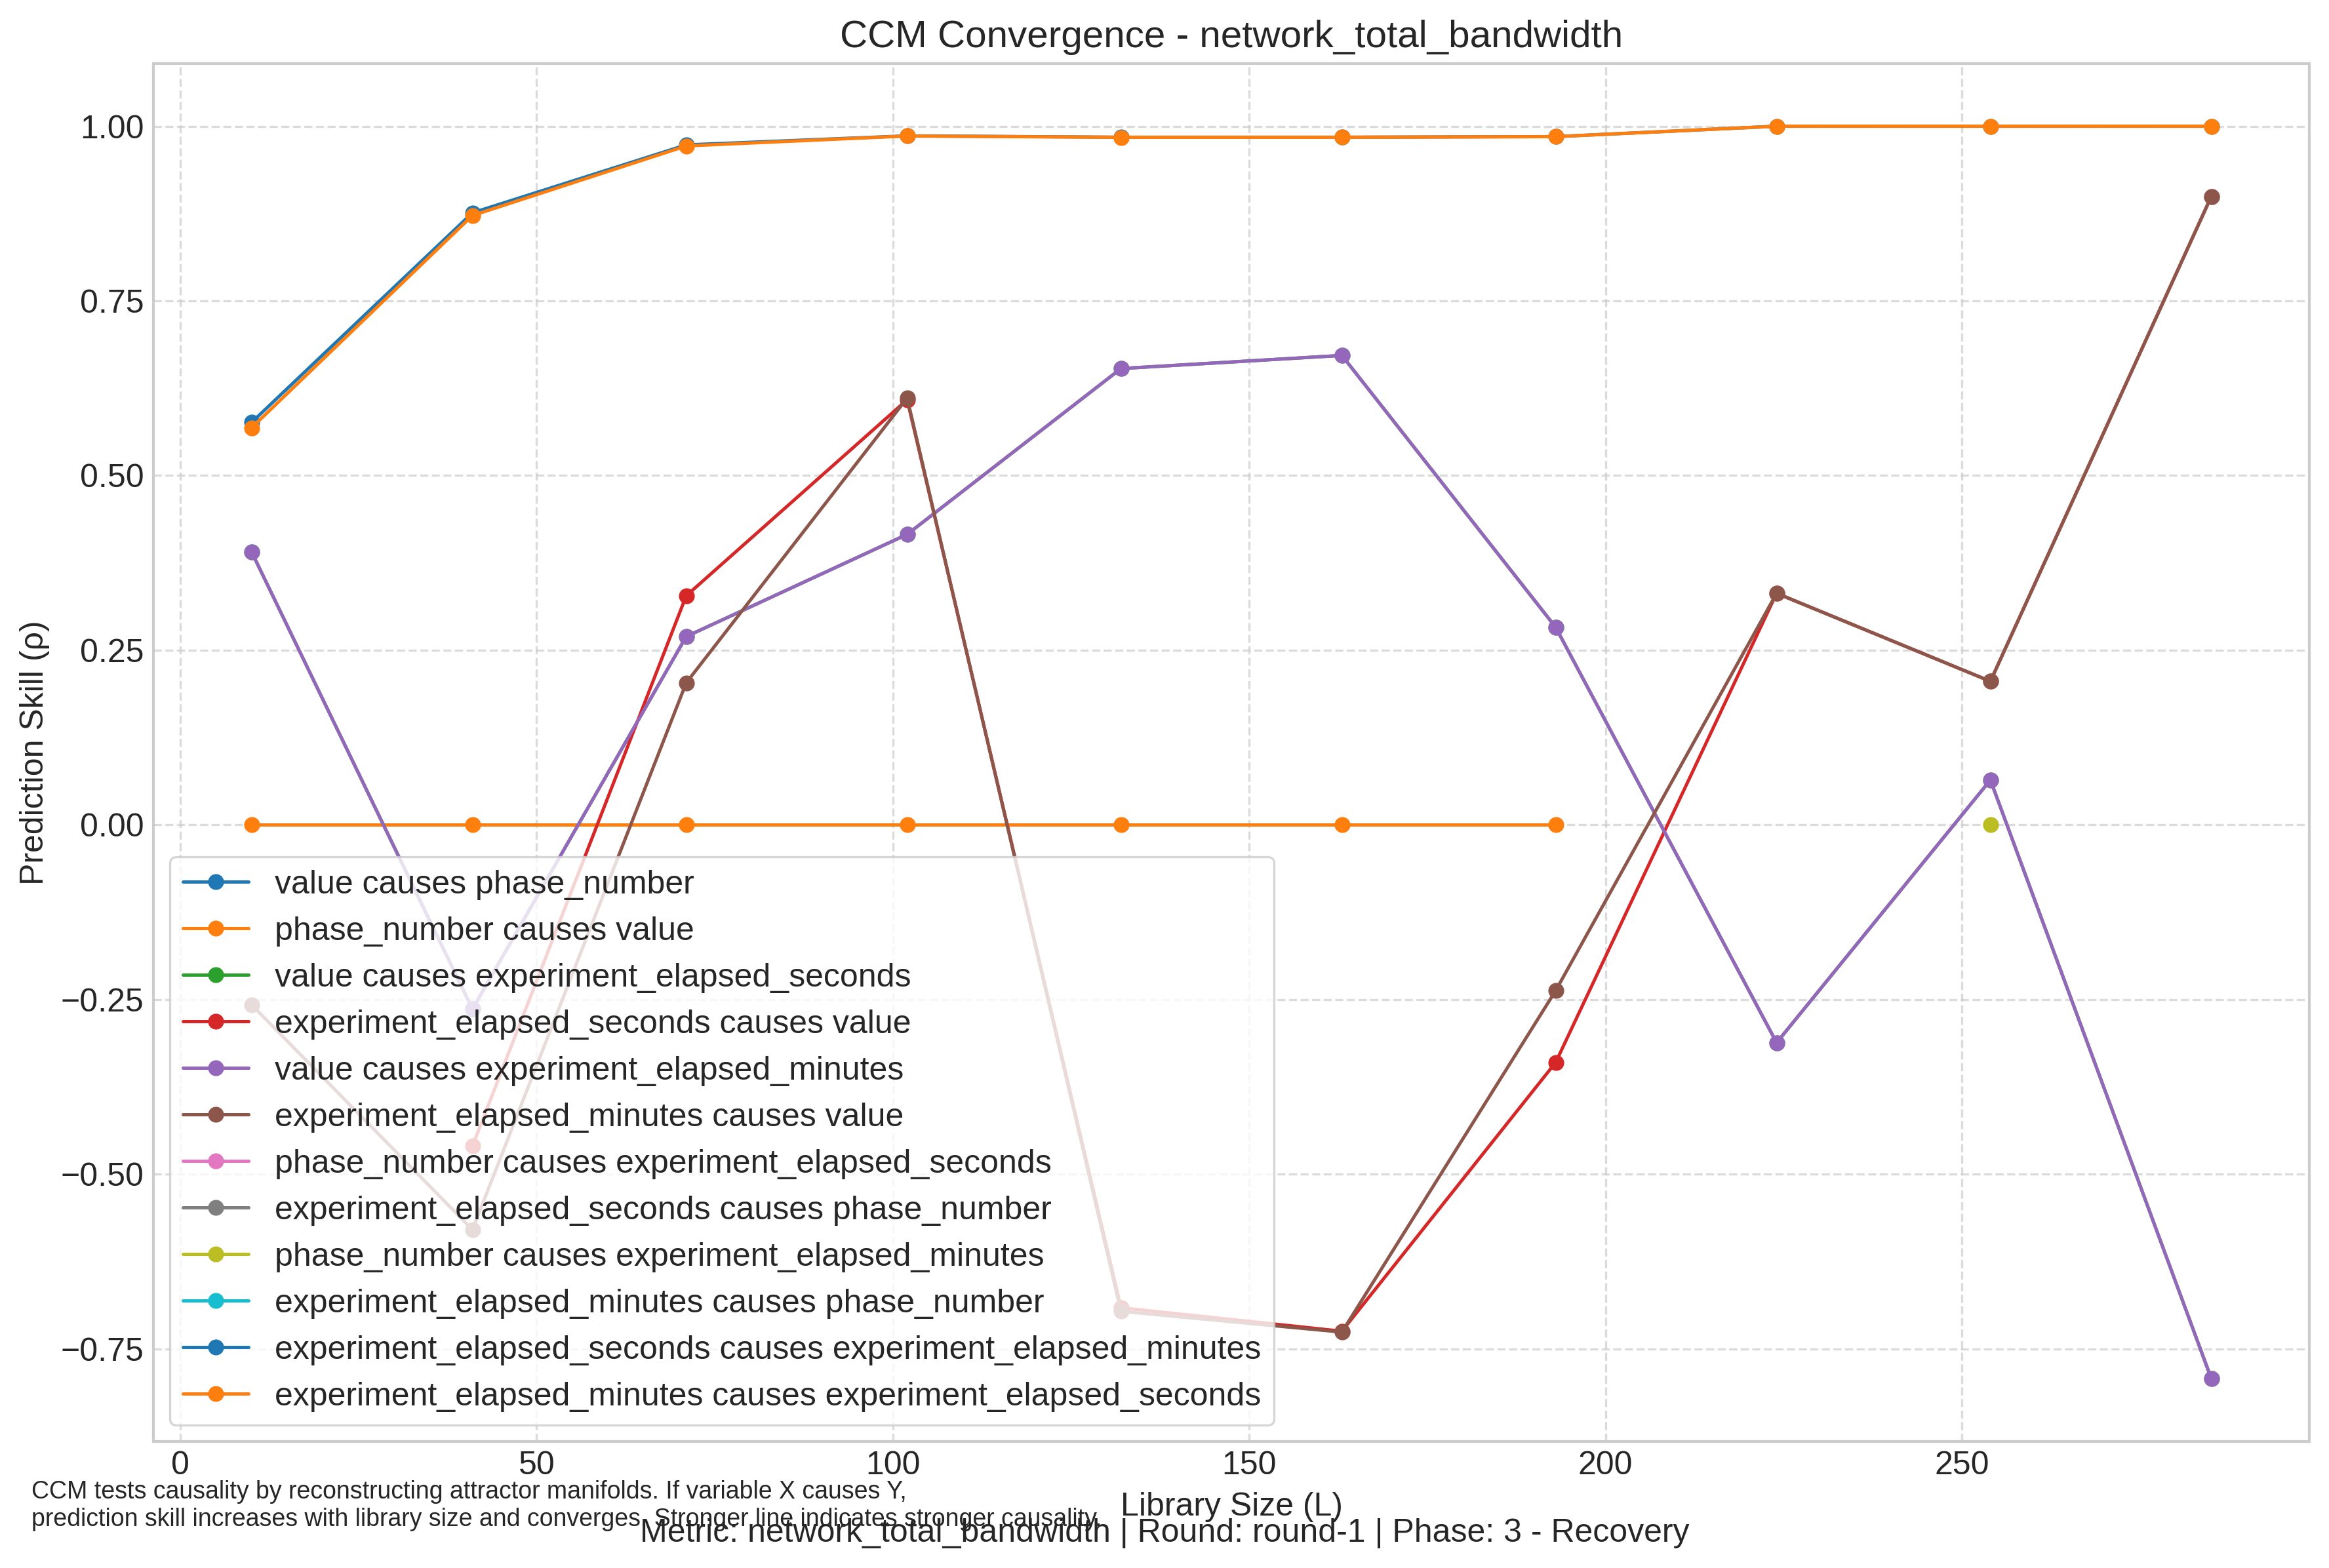 CCM Convergence - network_total_bandwidth
Prediction Skill (ρ)
1.00
0.75
0.50
0.25
0.00
−0.25
−0.50
−0.75
value causes phase_number
phase_number causes value
value causes experiment_elapsed_seconds
experiment_elapsed_seconds causes value
value causes experiment_elapsed_minutes
experiment_elapsed_minutes causes value
phase_number causes experiment_elapsed_seconds
experiment_elapsed_seconds causes phase_number
phase_number causes experiment_elapsed_minutes
experiment_elapsed_minutes causes phase_number
experiment_elapsed_seconds causes experiment_elapsed_minutes
experiment_elapsed_minutes causes experiment_elapsed_seconds
0 50 100 150 200 250
Library Size (L)
CCM tests causality by reconstructing attractor manifolds. If variable X causes Y,
prediction skill increases with library size and converges. Stronger line indicates stronger causality.
Metric: network_total_bandwidth | Round: round-1 | Phase: 3 - Recovery